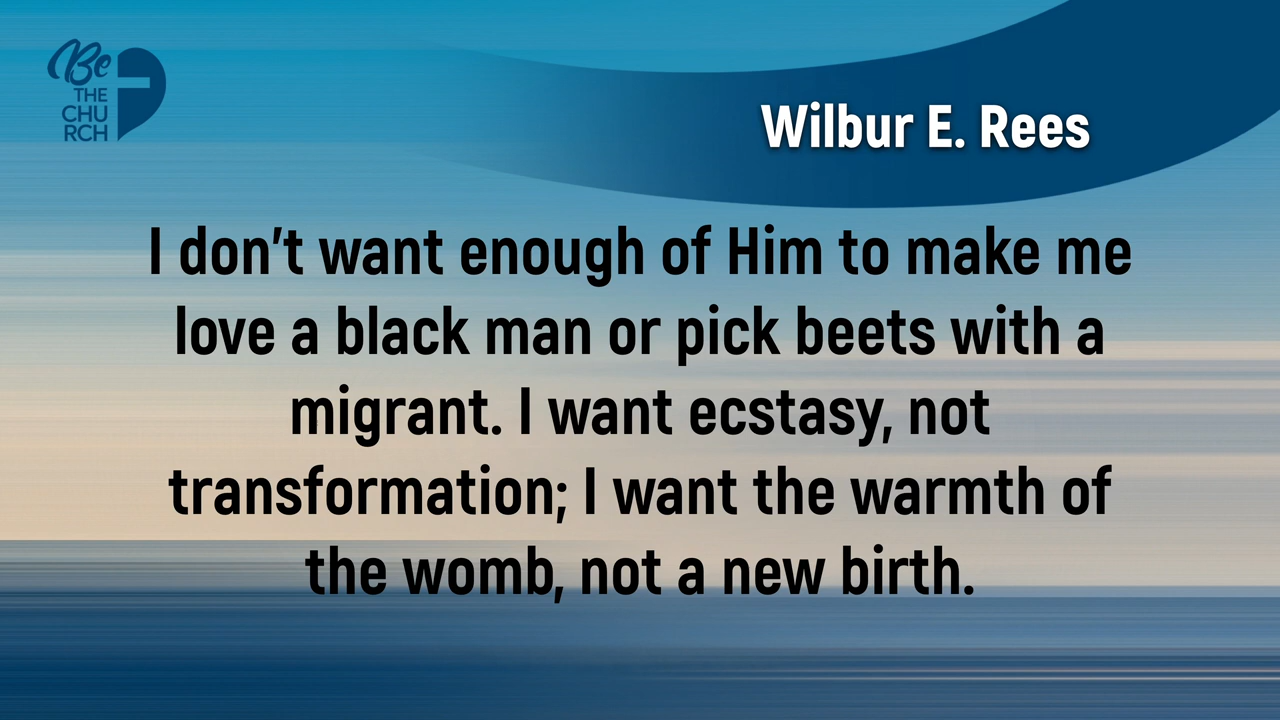 Be
THE
CHU
RCH
Wilbur E. Rees
I don’t want enough of Him to make me
love a black man or pick beets with a
migrant. I want ecstasy, not
transformation; I want the warmth of
the womb, not a new birth.